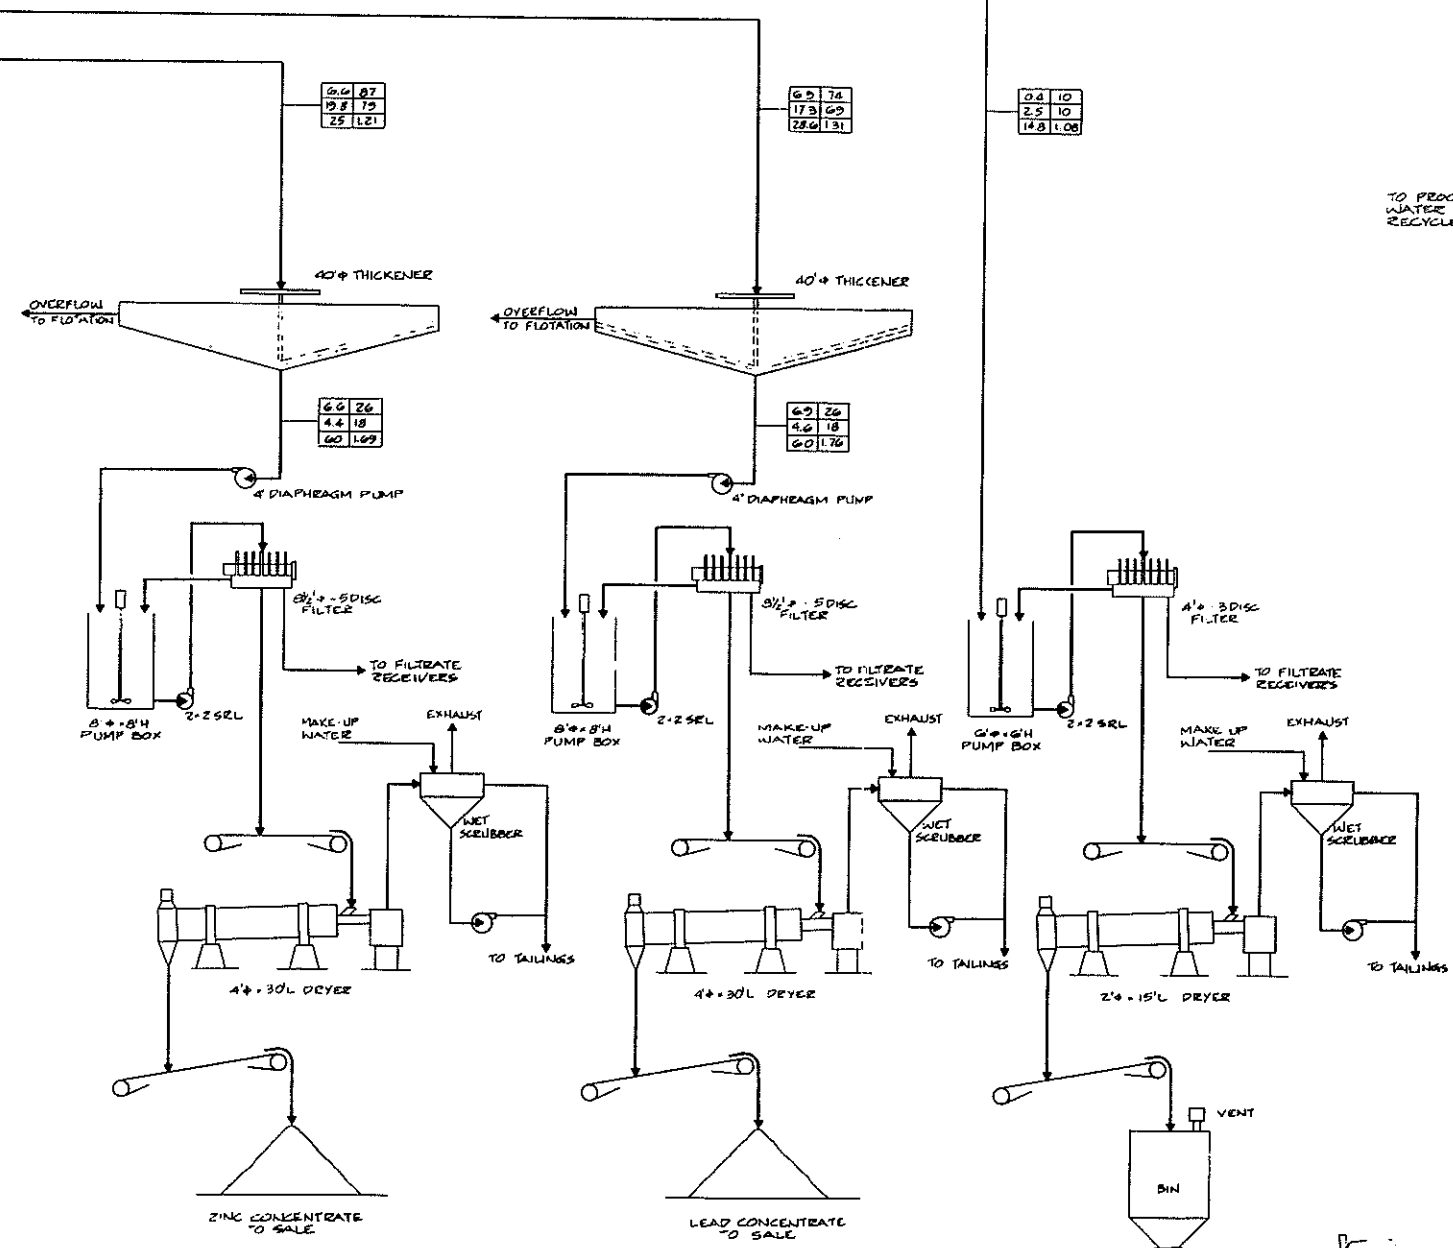 6.6 87
19.8 79
25 1.21
6.9 74
17.3 69
28.6 1.31
0.4 10
2.5 10
14.8 1.08
TO PROC
WATER
RECYCLE
40'φ THICKENER
40'φ THICKENER
OVERFLOW
TO FLOTATION
OVERFLOW
TO FLOTATION
6.6 26
4.4 18
60 1.69
6.9 26
4.6 18
60 1.76
4" DIAPHRAGM PUMP
4" DIAPHRAGM PUMP
8½'φ - 5 DISC
FILTER
8½'φ - 5 DISC
FILTER
4'φ - 3 DISC
FILTER
TO FILTRATE
RECEIVERS
TO FILTRATE
RECEIVERS
TO FILTRATE
RECEIVERS
8'φ × 8'H
PUMP BOX
2×2 SRL
8'φ × 8'H
PUMP BOX
2×2 SRL
6'φ × 6'H
PUMP BOX
2×2 SRL
MAKE-UP
WATER
EXHAUST
MAKE-UP
WATER
EXHAUST
MAKE UP
WATER
EXHAUST
WET
SCRUBBER
WET
SCRUBBER
WET
SCRUBBER
TO TAILINGS
TO TAILINGS
TO TAILINGS
4'φ × 30'L DRYER
4'φ × 30'L DRYER
2'φ × 15'L DRYER
VENT
BIN
ZINC CONCENTRATE
TO SALE
LEAD CONCENTRATE
TO SALE